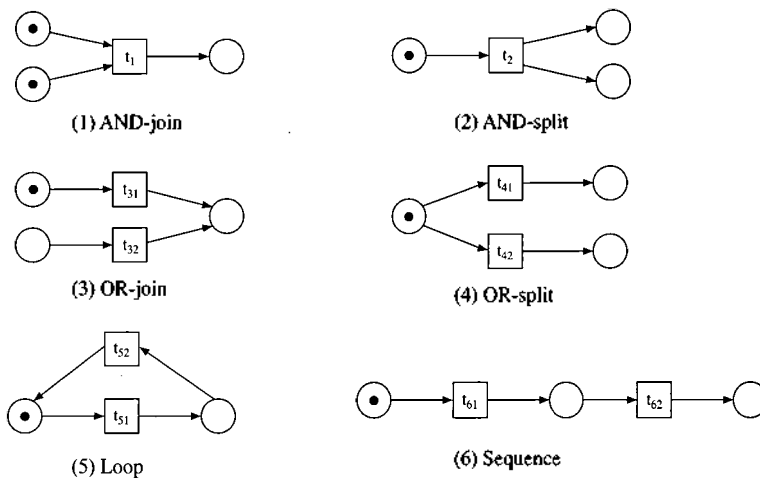 t1
t2
(1) AND-join
(2) AND-split
t31
t32
t41
t42
(3) OR-join
(4) OR-split
t52
t51
t61
t62
(5) Loop
(6) Sequence